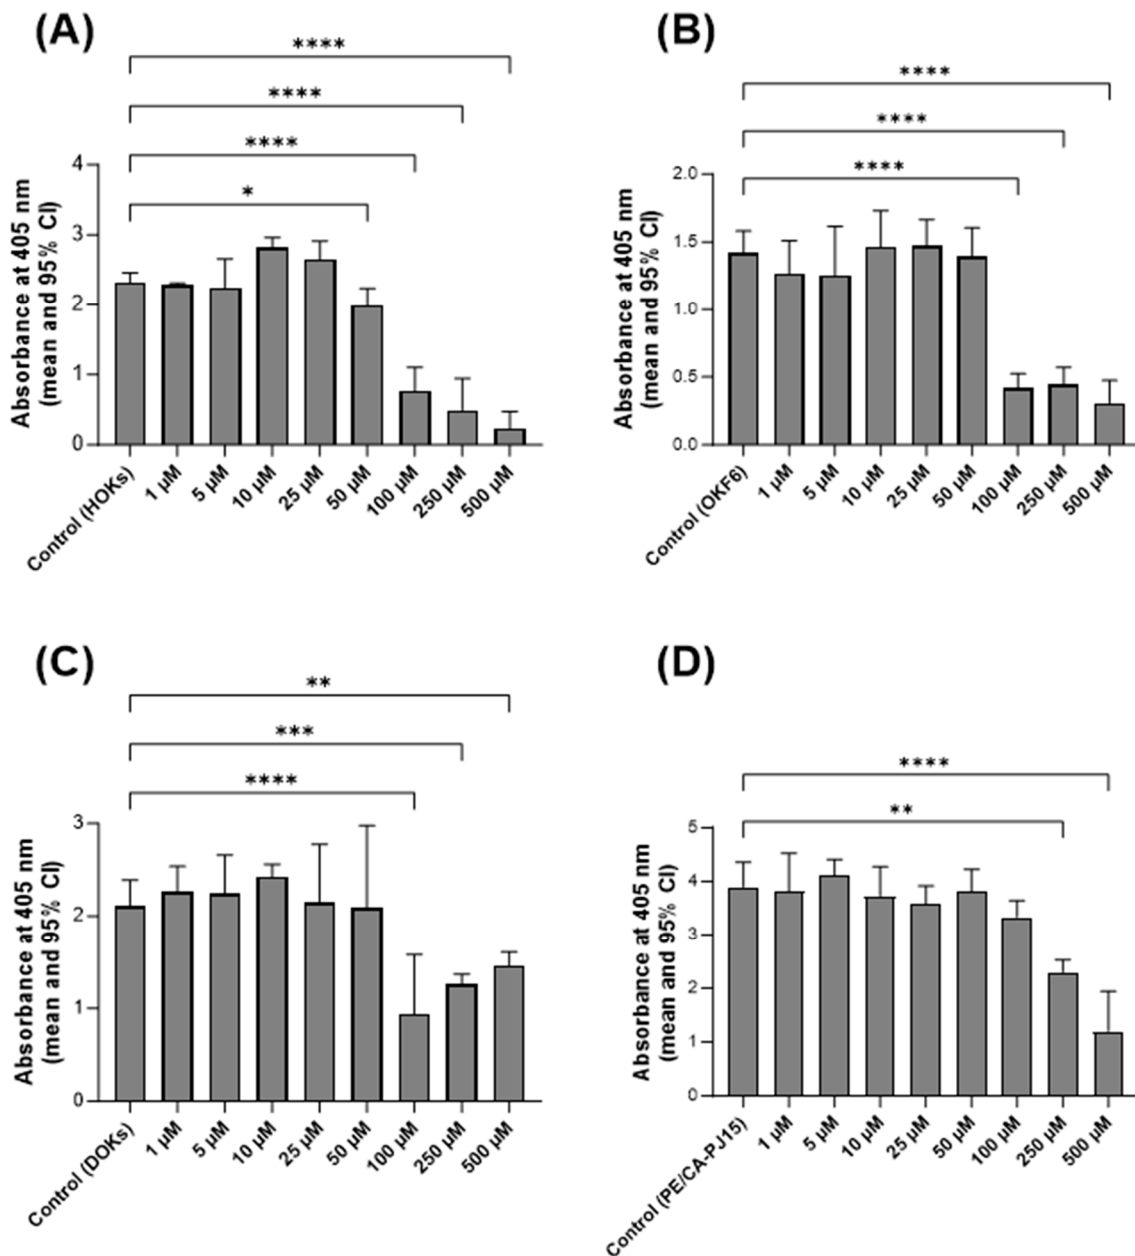 (A)
****
****
****
*
Absorbance at 405 nm
(mean and 95% CI)
4
3
2
1
0
Control (HOKs)
1 µM
5 µM
10 µM
25 µM
50 µM
100 µM
250 µM
500 µM
(B)
****
****
****
Absorbance at 405 nm
(mean and 95% CI)
2.0
1.5
1.0
0.5
0.0
Control (OKF6)
1 µM
5 µM
10 µM
25 µM
50 µM
100 µM
250 µM
500 µM
(C)
**
***
****
Absorbance at 405 nm
(mean and 95% CI)
3
2
1
0
Control (DOKs)
1 µM
5 µM
10 µM
25 µM
50 µM
100 µM
250 µM
500 µM
(D)
****
**
Absorbance at 405 nm
(mean and 95% CI)
5
4
3
2
1
0
Control (PE/CA-PJ15)
1 µM
5 µM
10 µM
25 µM
50 µM
100 µM
250 µM
500 µM